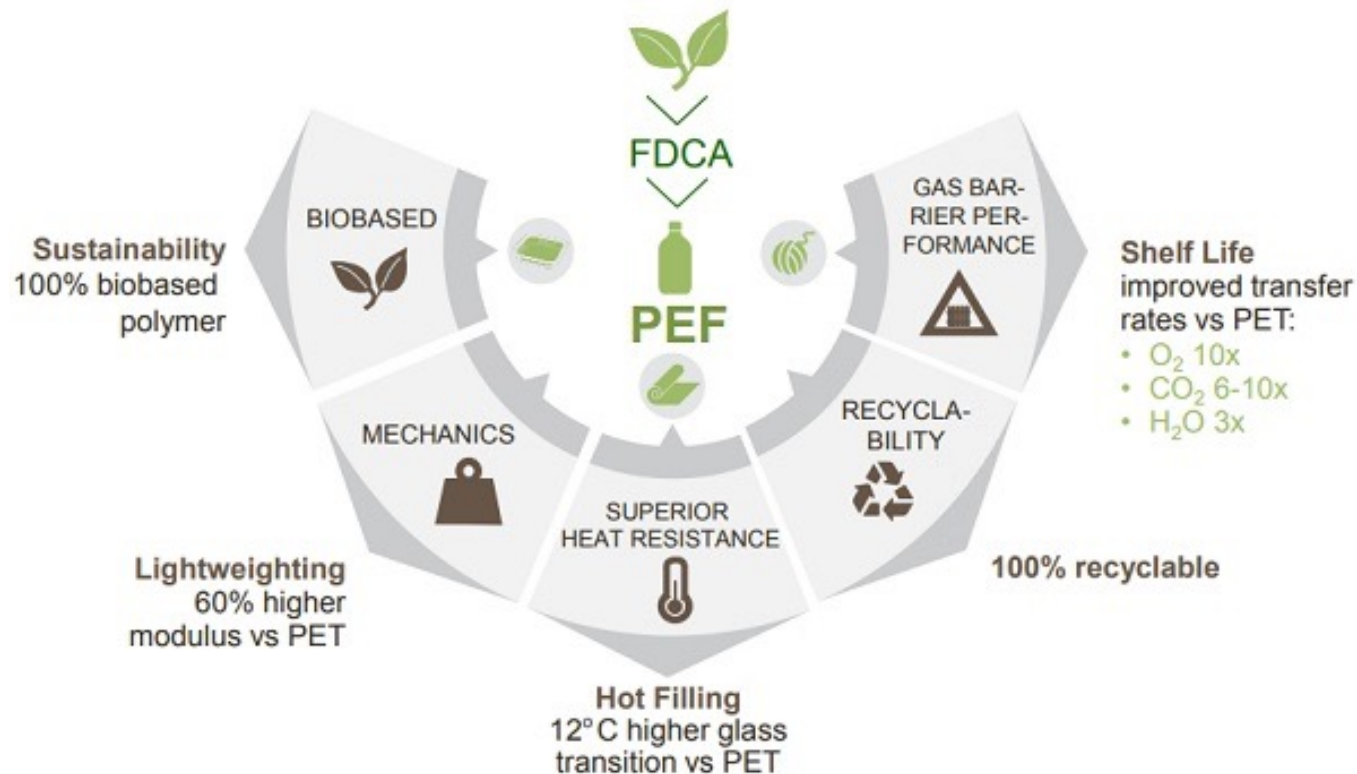 FDCA
PEF
BIOBASED
Sustainability
100% biobased
polymer
MECHANICS
Lightweighting
60% higher
modulus vs PET
SUPERIOR
HEAT RESISTANCE
Hot Filling
12°C higher glass
transition vs PET
RECYCLA-
BILITY
100% recyclable
GAS BAR-
RIER PER-
FORMANCE
Shelf Life
improved transfer
rates vs PET:
• O₂ 10x
• CO₂ 6-10x
• H₂O 3x